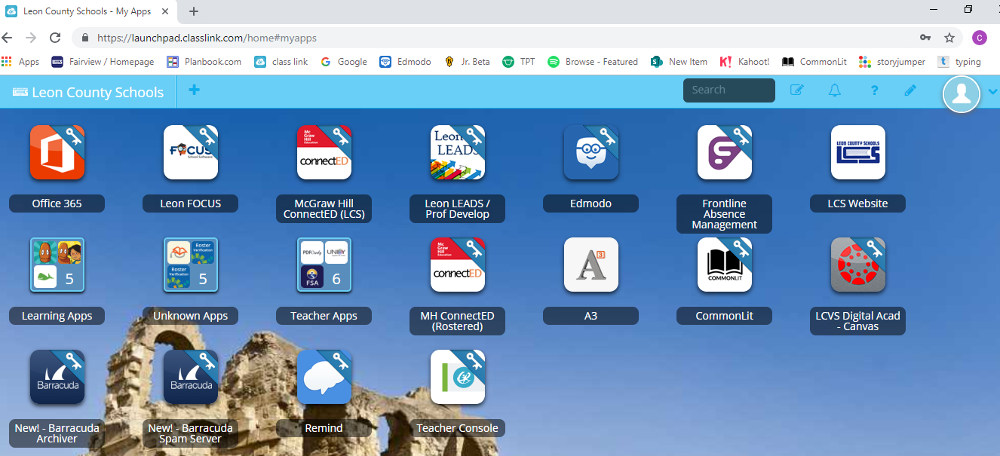 Leon County Schools - My Apps
https://launchpad.classlink.com/home#myapps
C
Apps
Fairview / Homepage
Planbook.com
class link
Google
Edmodo
Jr. Beta
TPT
Browse - Featured
New Item
Kahoot!
CommonLit
storyjumper
typing
Leon County Schools
Search
FOCUS
School Software
Mc
Graw
Hill
Education
connectED
Leon
LEADS
LEON COUNTY SCHOOLS
LCS
Office 365
Leon FOCUS
McGraw Hill
ConnectED (LCS)
Leon LEADS /
Prof Develop
Edmodo
Frontline
Absence
Management
LCS Website
5
Roster
Verification
Roster
Verification
5
UNIFY
FSA
6
Mc
Graw
Hill
Education
connectED
A3
COMMONLIT
Learning Apps
Unknown Apps
Teacher Apps
MH ConnectED
(Rostered)
A3
CommonLit
LCVS Digital Acad
- Canvas
Barracuda
Barracuda
New! - Barracuda
Archiver
New! - Barracuda
Spam Server
Remind
Teacher Console